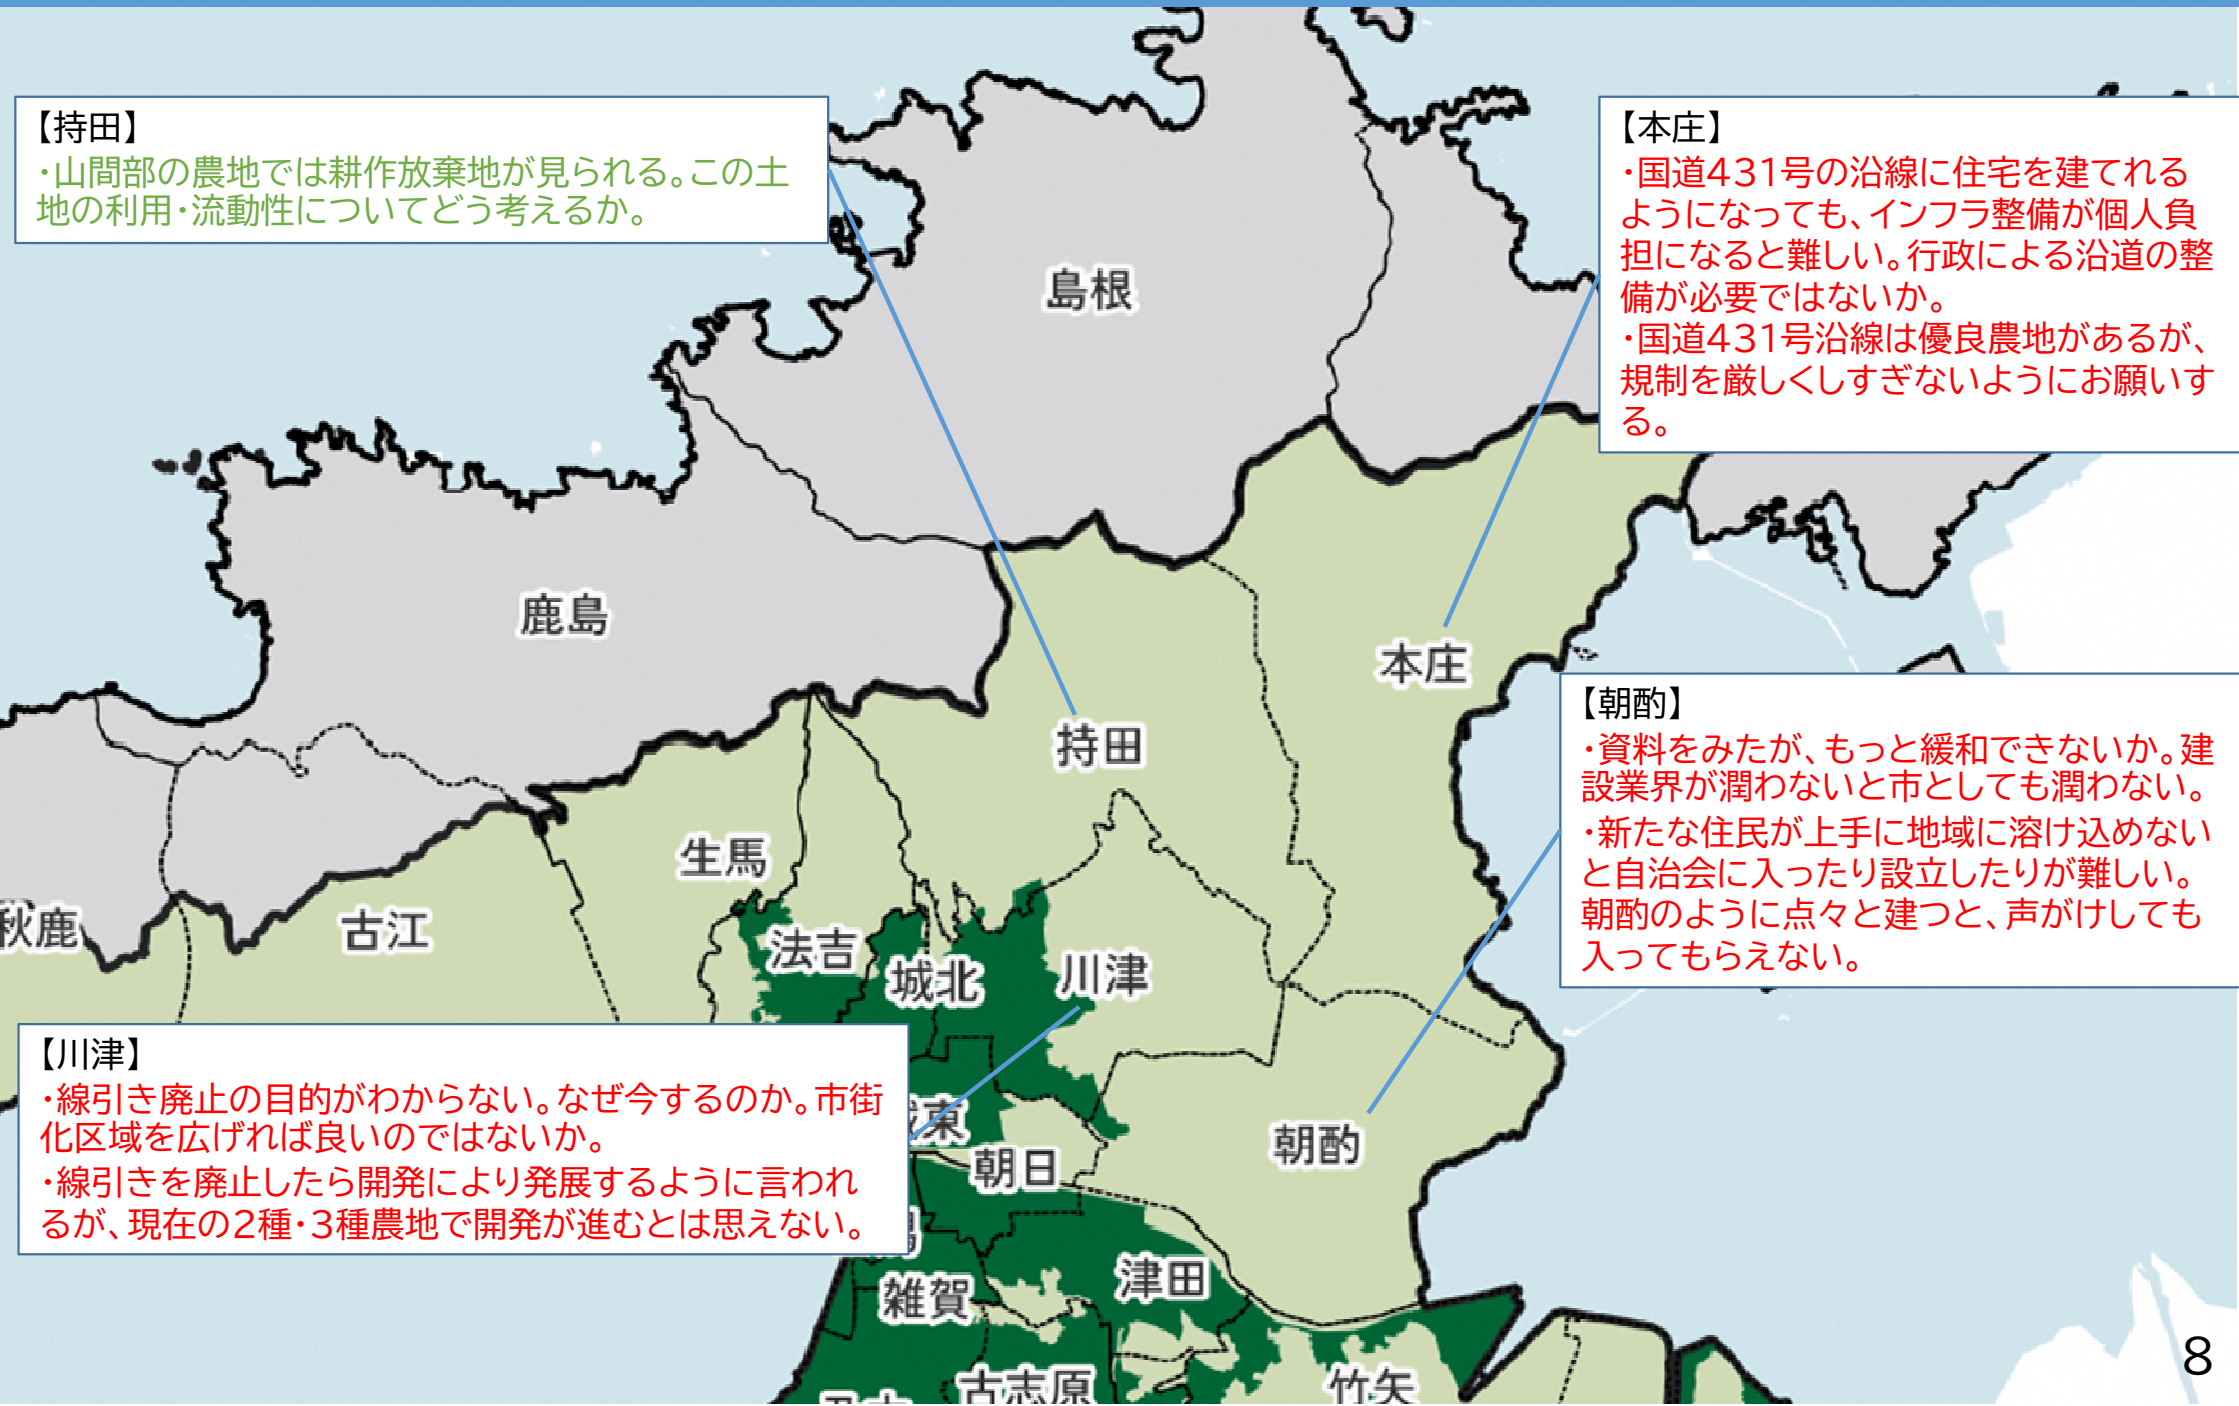 【持田】
・山間部の農地では耕作放棄地が見られる。この土
地の利用・流動性についてどう考えるか。
【本庄】
・国道431号の沿線に住宅を建てれる
ようになっても、インフラ整備が個人負
担になると難しい。行政による沿道の整
備が必要ではないか。
・国道431号沿線は優良農地があるが、
規制を厳しくしすぎないようにお願いす
る。
島根
鹿島
本庄
持田
【朝酌】
・資料をみたが、もっと緩和できないか。建
設業界が潤わないと市としても潤わない。
・新たな住民が上手に地域に溶け込めない
と自治会に入ったり設立したりが難しい。
朝酌のように点々と建つと、声がけしても
入ってもらえない。
生馬
秋鹿
古江
法吉
城北
川津
【川津】
・線引き廃止の目的がわからない。なぜ今するのか。市街
化区域を広げれば良いのではないか。
・線引きを廃止したら開発により発展するように言われ
るが、現在の2種・3種農地で開発が進むとは思えない。
東
朝日
朝酌
雑賀
津田
古志原
竹矢
8